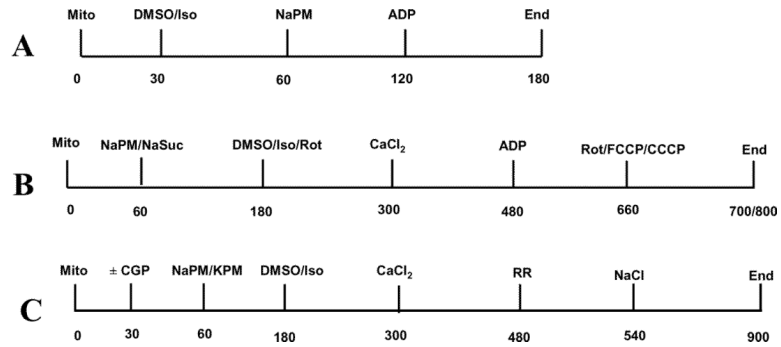 Mito DMSO/Iso NaPM ADP End
A
0 30 60 120 180
Mito NaPM/NaSuc DMSO/Iso/Rot CaCl₂ ADP Rot/FCCP/CCCP End
B
0 60 180 300 480 660 700/800
Mito ± CGP NaPM/KPM DMSO/Iso CaCl₂ RR NaCl End
C
0 30 60 180 300 480 540 900